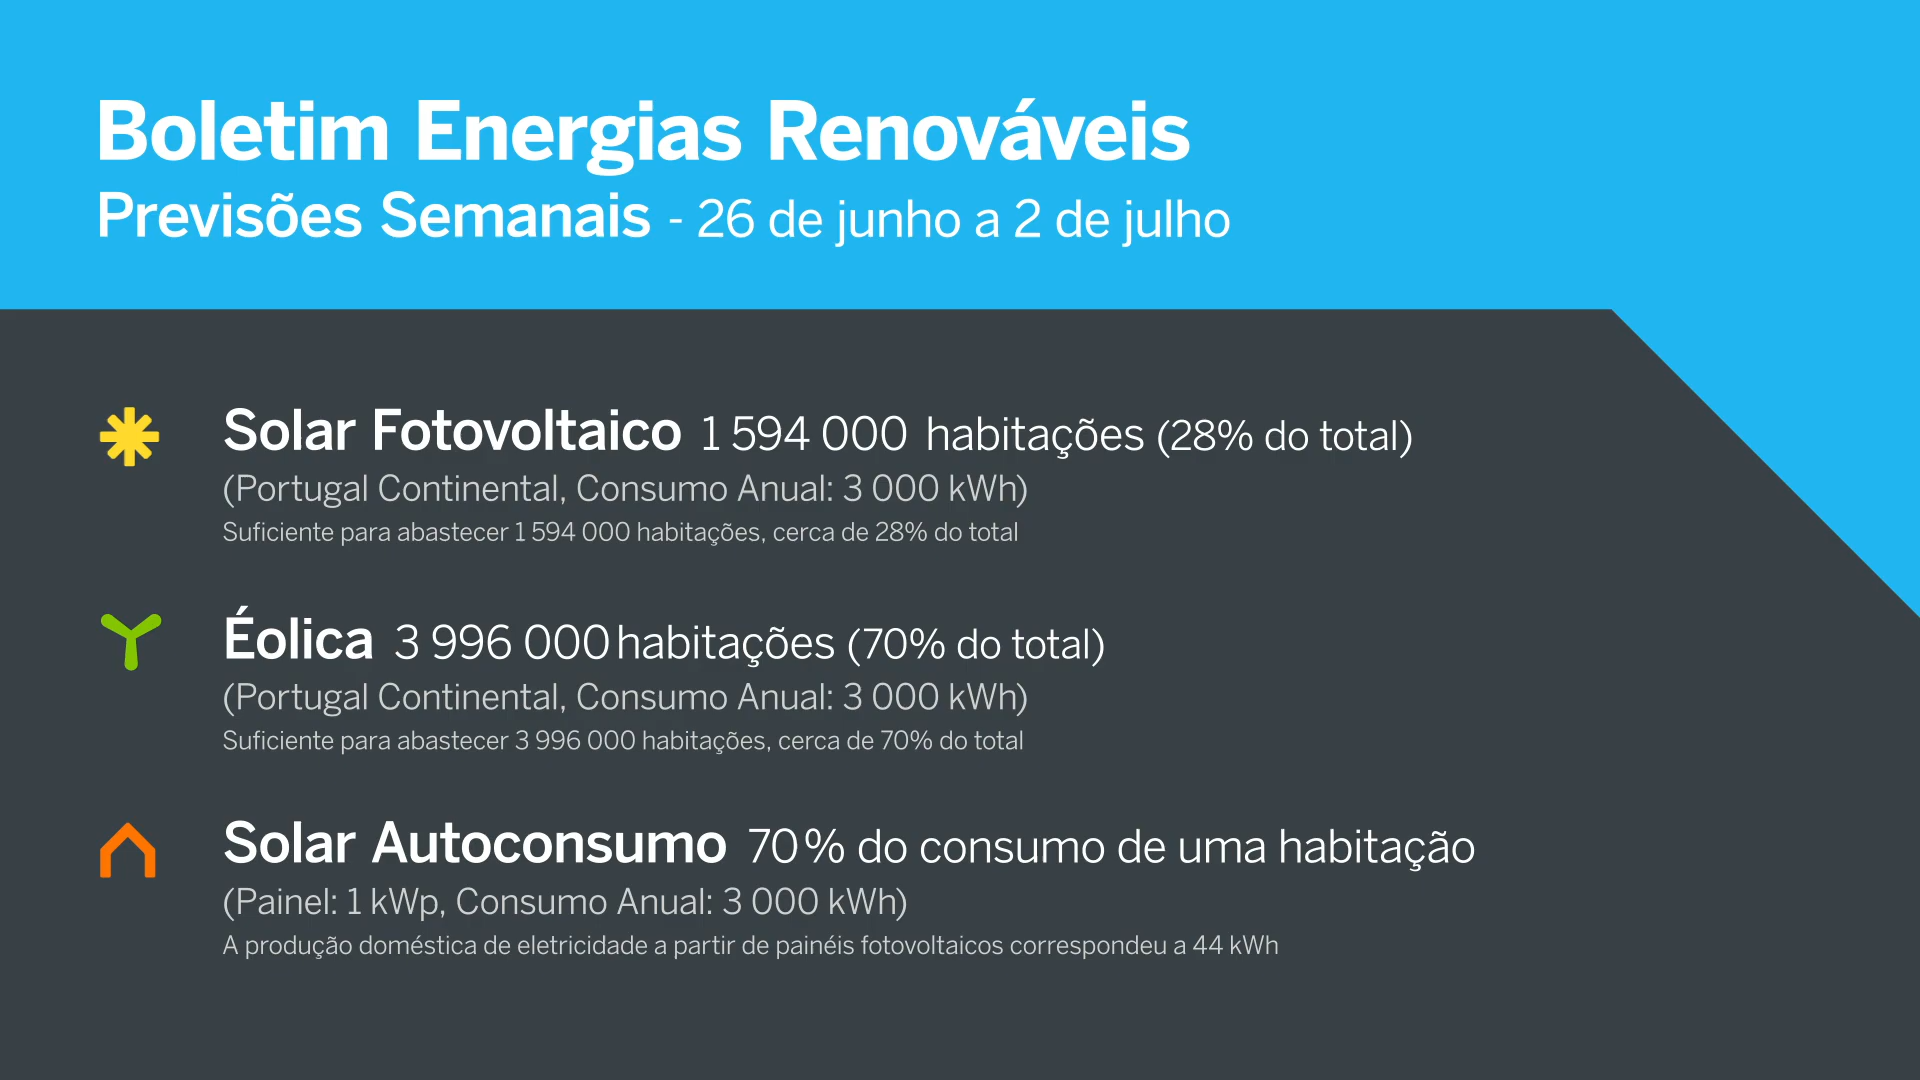 Boletim Energias Renováveis
Previsões Semanais - 26 de junho a 2 de julho
Solar Fotovoltaico 1 594 000 habitações (28% do total)
(Portugal Continental, Consumo Anual: 3 000 kWh)
Suficiente para abastecer 1 594 000 habitações, cerca de 28% do total
Éolica 3 996 000 habitações (70% do total)
(Portugal Continental, Consumo Anual: 3 000 kWh)
Suficiente para abastecer 3 996 000 habitações, cerca de 70% do total
Solar Autoconsumo 70% do consumo de uma habitação
(Painel: 1 kWp, Consumo Anual: 3 000 kWh)
A produção doméstica de eletricidade a partir de painéis fotovoltaicos correspondeu a 44 kWh